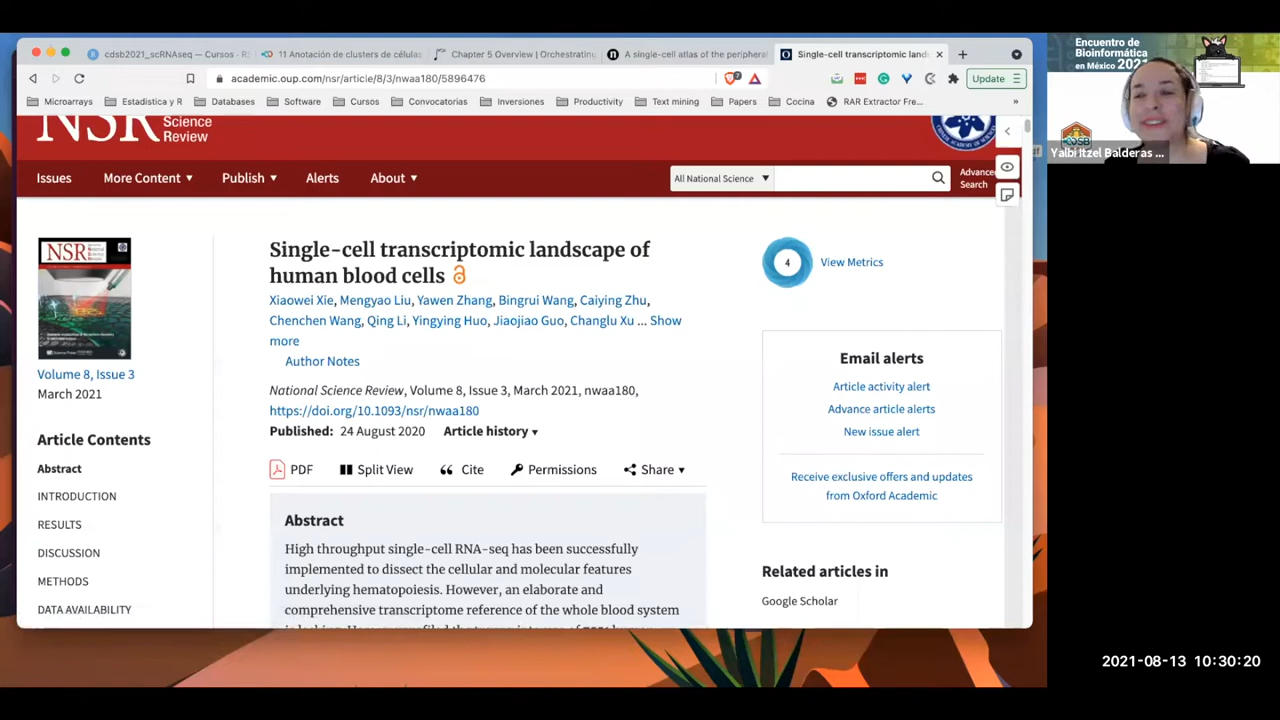 cdsb2021_scRNAseq — Cursos - RS
11 Anotación de clusters de células
Chapter 5 Overview | Orchestrating
A single-cell atlas of the peripheral
Single-cell transcriptomic lands
academic.oup.com/nsr/article/8/3/nwaa180/5896476
Update
Microarrays
Estadistica y R
Databases
Software
Cursos
Convocatorias
Inversiones
Productivity
Text mining
Papers
Cocina
RAR Extractor Fre...
»
NSR
Science
Review
Issues
More Content
Publish
Alerts
About
All National Science
Advanced
Search
NSR
Volume 8, Issue 3
March 2021
Article Contents
Abstract
INTRODUCTION
RESULTS
DISCUSSION
METHODS
DATA AVAILABILITY
Single-cell transcriptomic landscape of
human blood cells
Xiaowei Xie, Mengyao Liu, Yawen Zhang, Bingrui Wang, Caiying Zhu,
Chenchen Wang, Qing Li, Yingying Huo, Jiaojiao Guo, Changlu Xu ... Show
more
Author Notes
National Science Review, Volume 8, Issue 3, March 2021, nwaa180,
https://doi.org/10.1093/nsr/nwaa180
Published: 24 August 2020 Article history
PDF
Split View
Cite
Permissions
Share
Abstract
High throughput single-cell RNA-seq has been successfully
implemented to dissect the cellular and molecular features
underlying hematopoiesis. However, an elaborate and
comprehensive transcriptome reference of the whole blood system
4
View Metrics
Email alerts
Article activity alert
Advance article alerts
New issue alert
Receive exclusive offers and updates
from Oxford Academic
Related articles in
Google Scholar
Encuentro de
Bioinformática
en México 2021
CDSB
Yalbi Itzel Balderas ...
2021-08-13 10:30:20